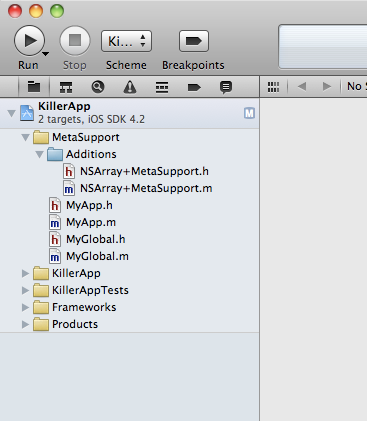 Run
Stop
Ki...
Scheme
Breakpoints
No S
KillerApp
2 targets, iOS SDK 4.2
M
MetaSupport
Additions
h NSArray+MetaSupport.h
m NSArray+MetaSupport.m
h MyApp.h
m MyApp.m
h MyGlobal.h
m MyGlobal.m
KillerApp
KillerAppTests
Frameworks
Products